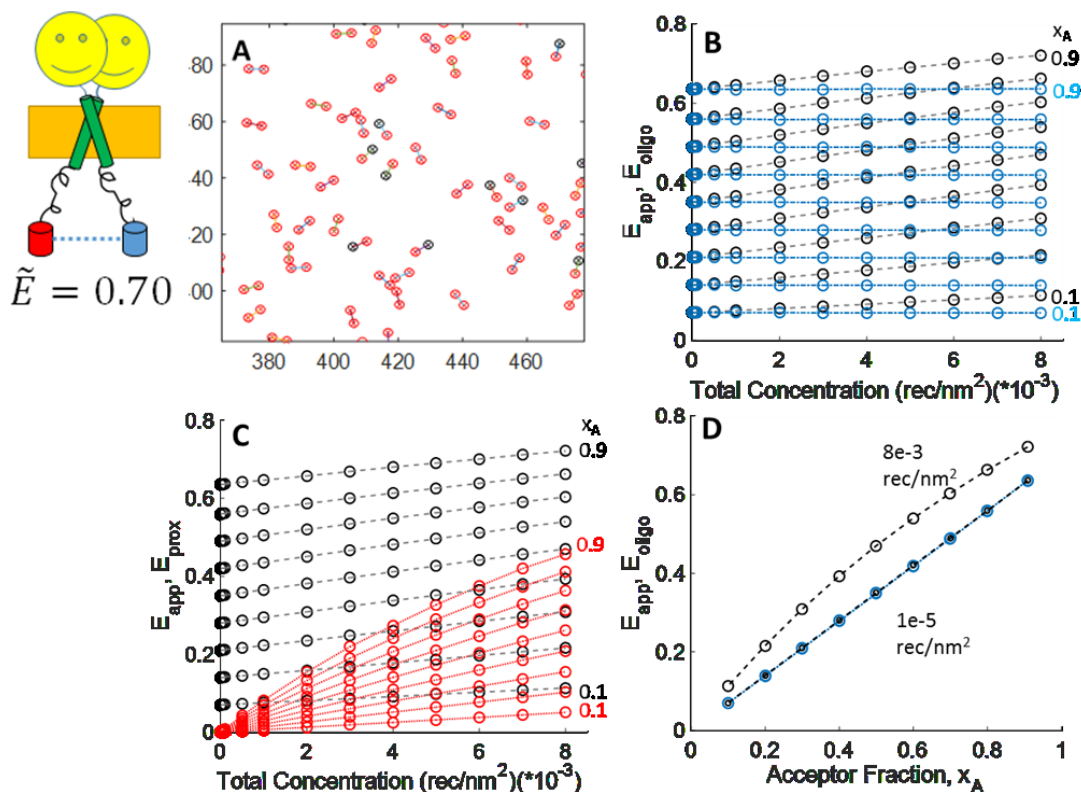 Ẽ = 0.70
A
80
60
40
20
00
380
400
420
440
460
B
0.8
0.6
0.4
0.2
0
E_app, E_oligo
x_A
0.9
0.9
0.1
0.1
0
2
4
6
8
Total Concentration (rec/nm²)(*10⁻³)
C
0.8
0.6
0.4
0.2
0
E_app, E_prox
x_A
0.9
0.9
0.1
0.1
0
2
4
6
8
Total Concentration (rec/nm²)(*10⁻³)
D
0.8
0.6
0.4
0.2
0
E_app, E_oligo
8e-3
rec/nm²
1e-5
rec/nm²
0
0.2
0.4
0.6
0.8
1
Acceptor Fraction, x_A